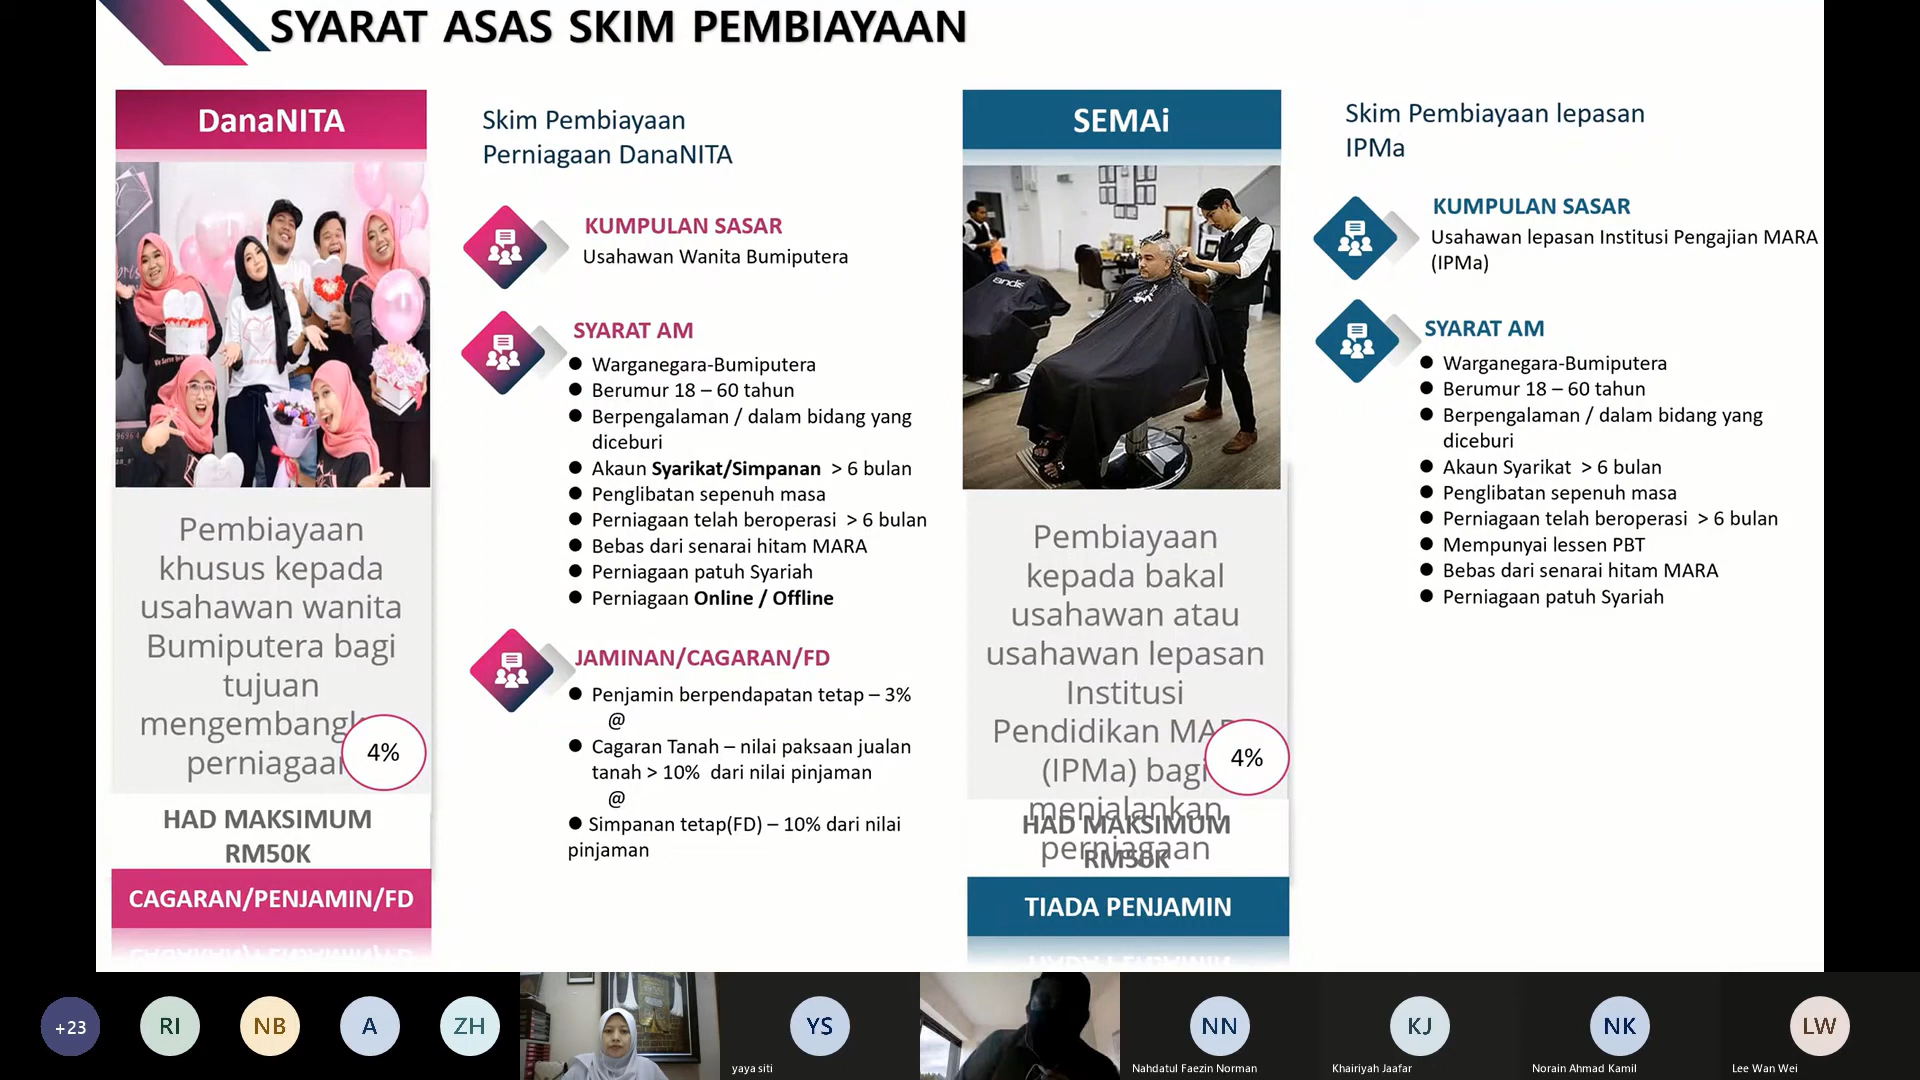 SYARAT ASAS SKIM PEMBIAYAAN
DanaNITA
Pembiayaan
khusus kepada
usahawan wanita
Bumiputera bagi
tujuan
perniagaan
4%
HAD MAKSIMUM
RM50K
CAGARAN/PENJAMIN/FD
Skim Pembiayaan
Perniagaan DanaNITA
KUMPULAN SASAR
Usahawan Wanita Bumiputera
SYARAT AM
● Warganegara-Bumiputera
● Berumur 18 – 60 tahun
● Berpengalaman / dalam bidang yang
diceburi
● Akaun Syarikat/Simpanan > 6 bulan
● Penglibatan sepenuh masa
● Perniagaan telah beroperasi > 6 bulan
● Bebas dari senarai hitam MARA
● Perniagaan patuh Syariah
● Perniagaan Online / Offline
JAMINAN/CAGARAN/FD
● Penjamin berpendapatan tetap – 3%
@
● Cagaran Tanah – nilai paksaan jualan
tanah > 10% dari nilai pinjaman
@
● Simpanan tetap(FD) – 10% dari nilai
pinjaman
SEMAi
andis
Pembiayaan
kepada bakal
usahawan atau
usahawan lepasan
Institusi
Pendidikan MARA
(IPMa) bagi
menjalankan
perniagaan
4%
HAD MAKSIMUM
RM50K
TIADA PENJAMIN
Skim Pembiayaan lepasan
IPMa
KUMPULAN SASAR
Usahawan lepasan Institusi Pengajian MARA
(IPMa)
SYARAT AM
● Warganegara-Bumiputera
● Berumur 18 – 60 tahun
● Berpengalaman / dalam bidang yang
diceburi
● Akaun Syarikat > 6 bulan
● Penglibatan sepenuh masa
● Perniagaan telah beroperasi > 6 bulan
● Mempunyai lessen PBT
● Bebas dari senarai hitam MARA
● Perniagaan patuh Syariah
+23
RI
NB
A
ZH
YS
yaya siti
NN
Nahdatul Faezin Norman
KJ
Khairiyah Jaafar
NK
Norain Ahmad Kamil
LW
Lee Wan Wei